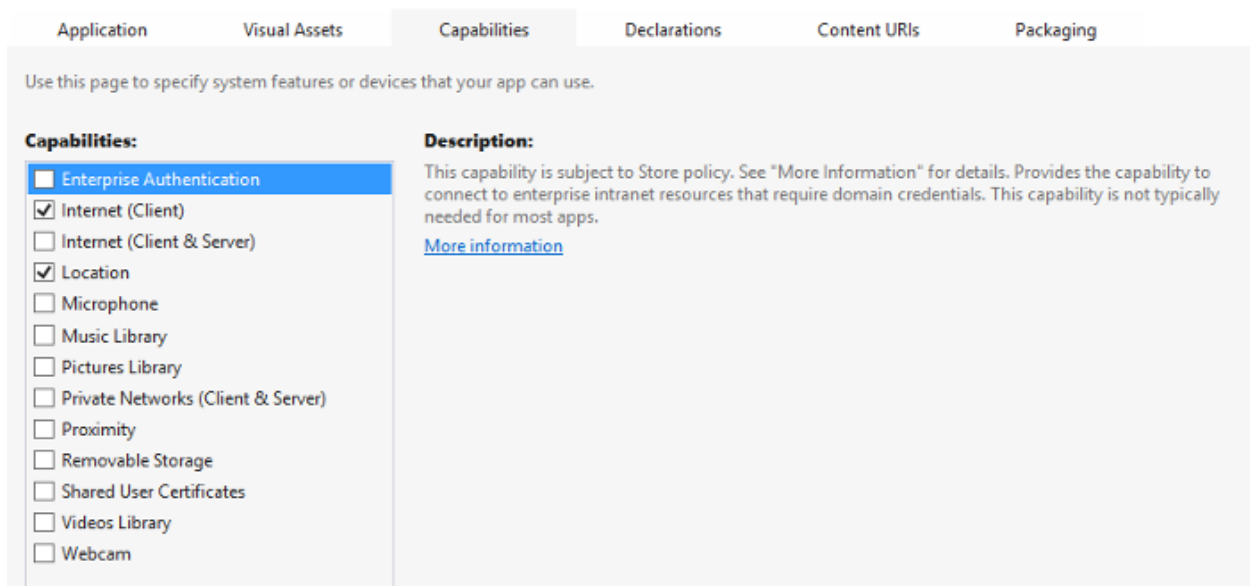 Application Visual Assets Capabilities Declarations Content URIs Packaging
Use this page to specify system features or devices that your app can use.
Capabilities:
Enterprise Authentication
Internet (Client)
Internet (Client & Server)
Location
Microphone
Music Library
Pictures Library
Private Networks (Client & Server)
Proximity
Removable Storage
Shared User Certificates
Videos Library
Webcam
Description:
This capability is subject to Store policy. See "More Information" for details. Provides the capability to
connect to enterprise intranet resources that require domain credentials. This capability is not typically
needed for most apps.
More information